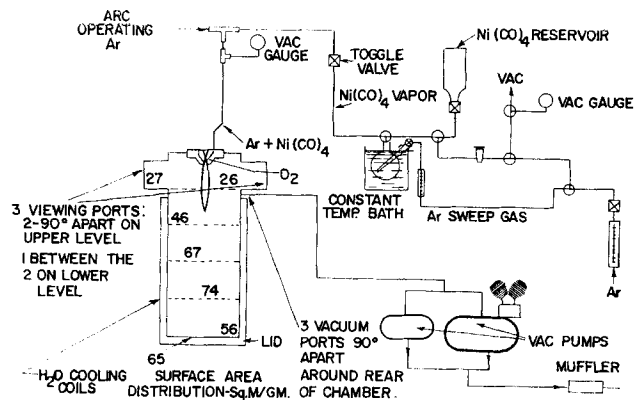 ARC
OPERATING
Ar
VAC
GAUGE
TOGGLE
VALVE
Ni(CO)4 VAPOR
Ni(CO)4 RESERVOIR
VAC
VAC GAUGE
Ar + Ni(CO)4
O2
27
26
CONSTANT
TEMP. BATH
Ar SWEEP GAS
Ar
3 VIEWING PORTS:
2-90° APART ON
UPPER LEVEL
1 BETWEEN THE
2 ON LOWER
LEVEL
46
67
74
56
65
LID
H2O COOLING
COILS
SURFACE AREA
DISTRIBUTION-Sq.M/GM.
3 VACUUM
PORTS 90°
APART
AROUND REAR
OF CHAMBER.
VAC PUMPS
MUFFLER